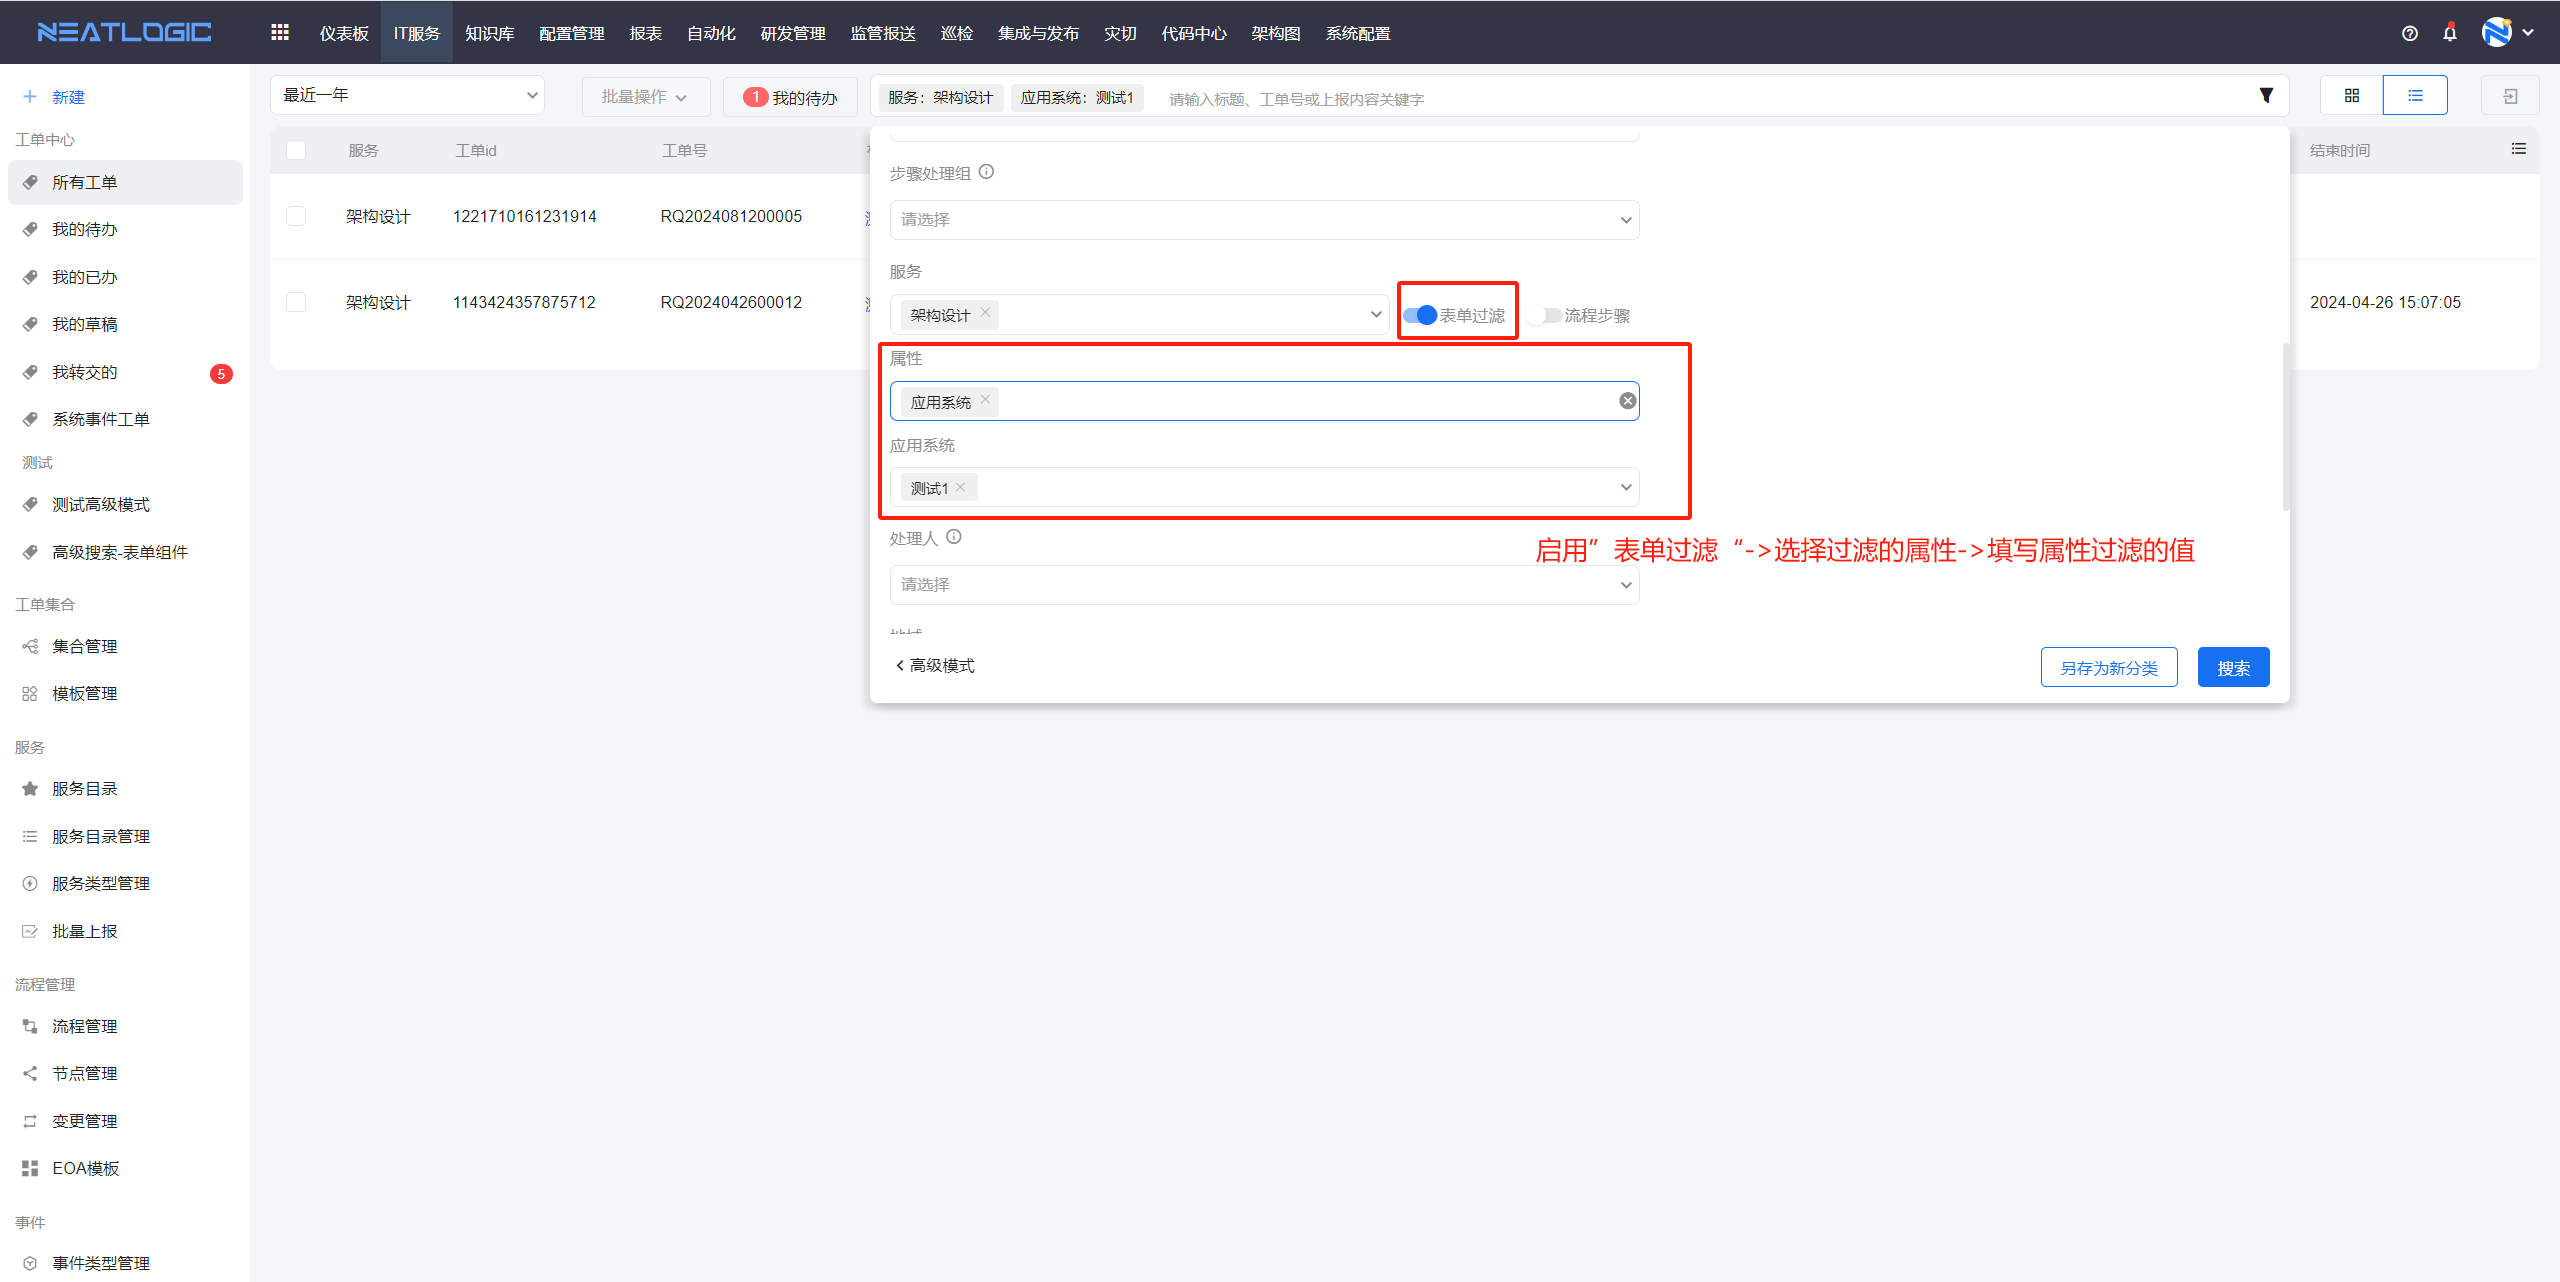 NEATLOGIC
仪表板 IT服务 知识库 配置管理 报表 自动化 研发管理 监管报送 巡检 集成与发布 灾切 代码中心 架构图 系统配置
新建
工单中心
所有工单
我的待办
我的已办
我的草稿
我转交的 5
系统事件工单
测试
测试高级模式
高级搜索-表单组件
工单集合
集合管理
模板管理
服务
服务目录
服务目录管理
服务类型管理
批量上报
流程管理
流程管理
节点管理
变更管理
EOA模板
事件
事件类型管理
最近一年 批量操作 1 我的待办 服务：架构设计 应用系统：测试1 请输入标题、工单号或上报内容关键字
服务 工单id 工单号 结束时间
架构设计 1221710161231914 RQ2024081200005
架构设计 1143424357875712 RQ2024042600012 2024-04-26 15:07:05
步骤处理组
请选择
服务
架构设计 表单过滤 流程步骤
属性
应用系统
应用系统
测试1
处理人
启用”表单过滤“->选择过滤的属性->填写属性过滤的值
请选择
高级模式 另存为新分类 搜索